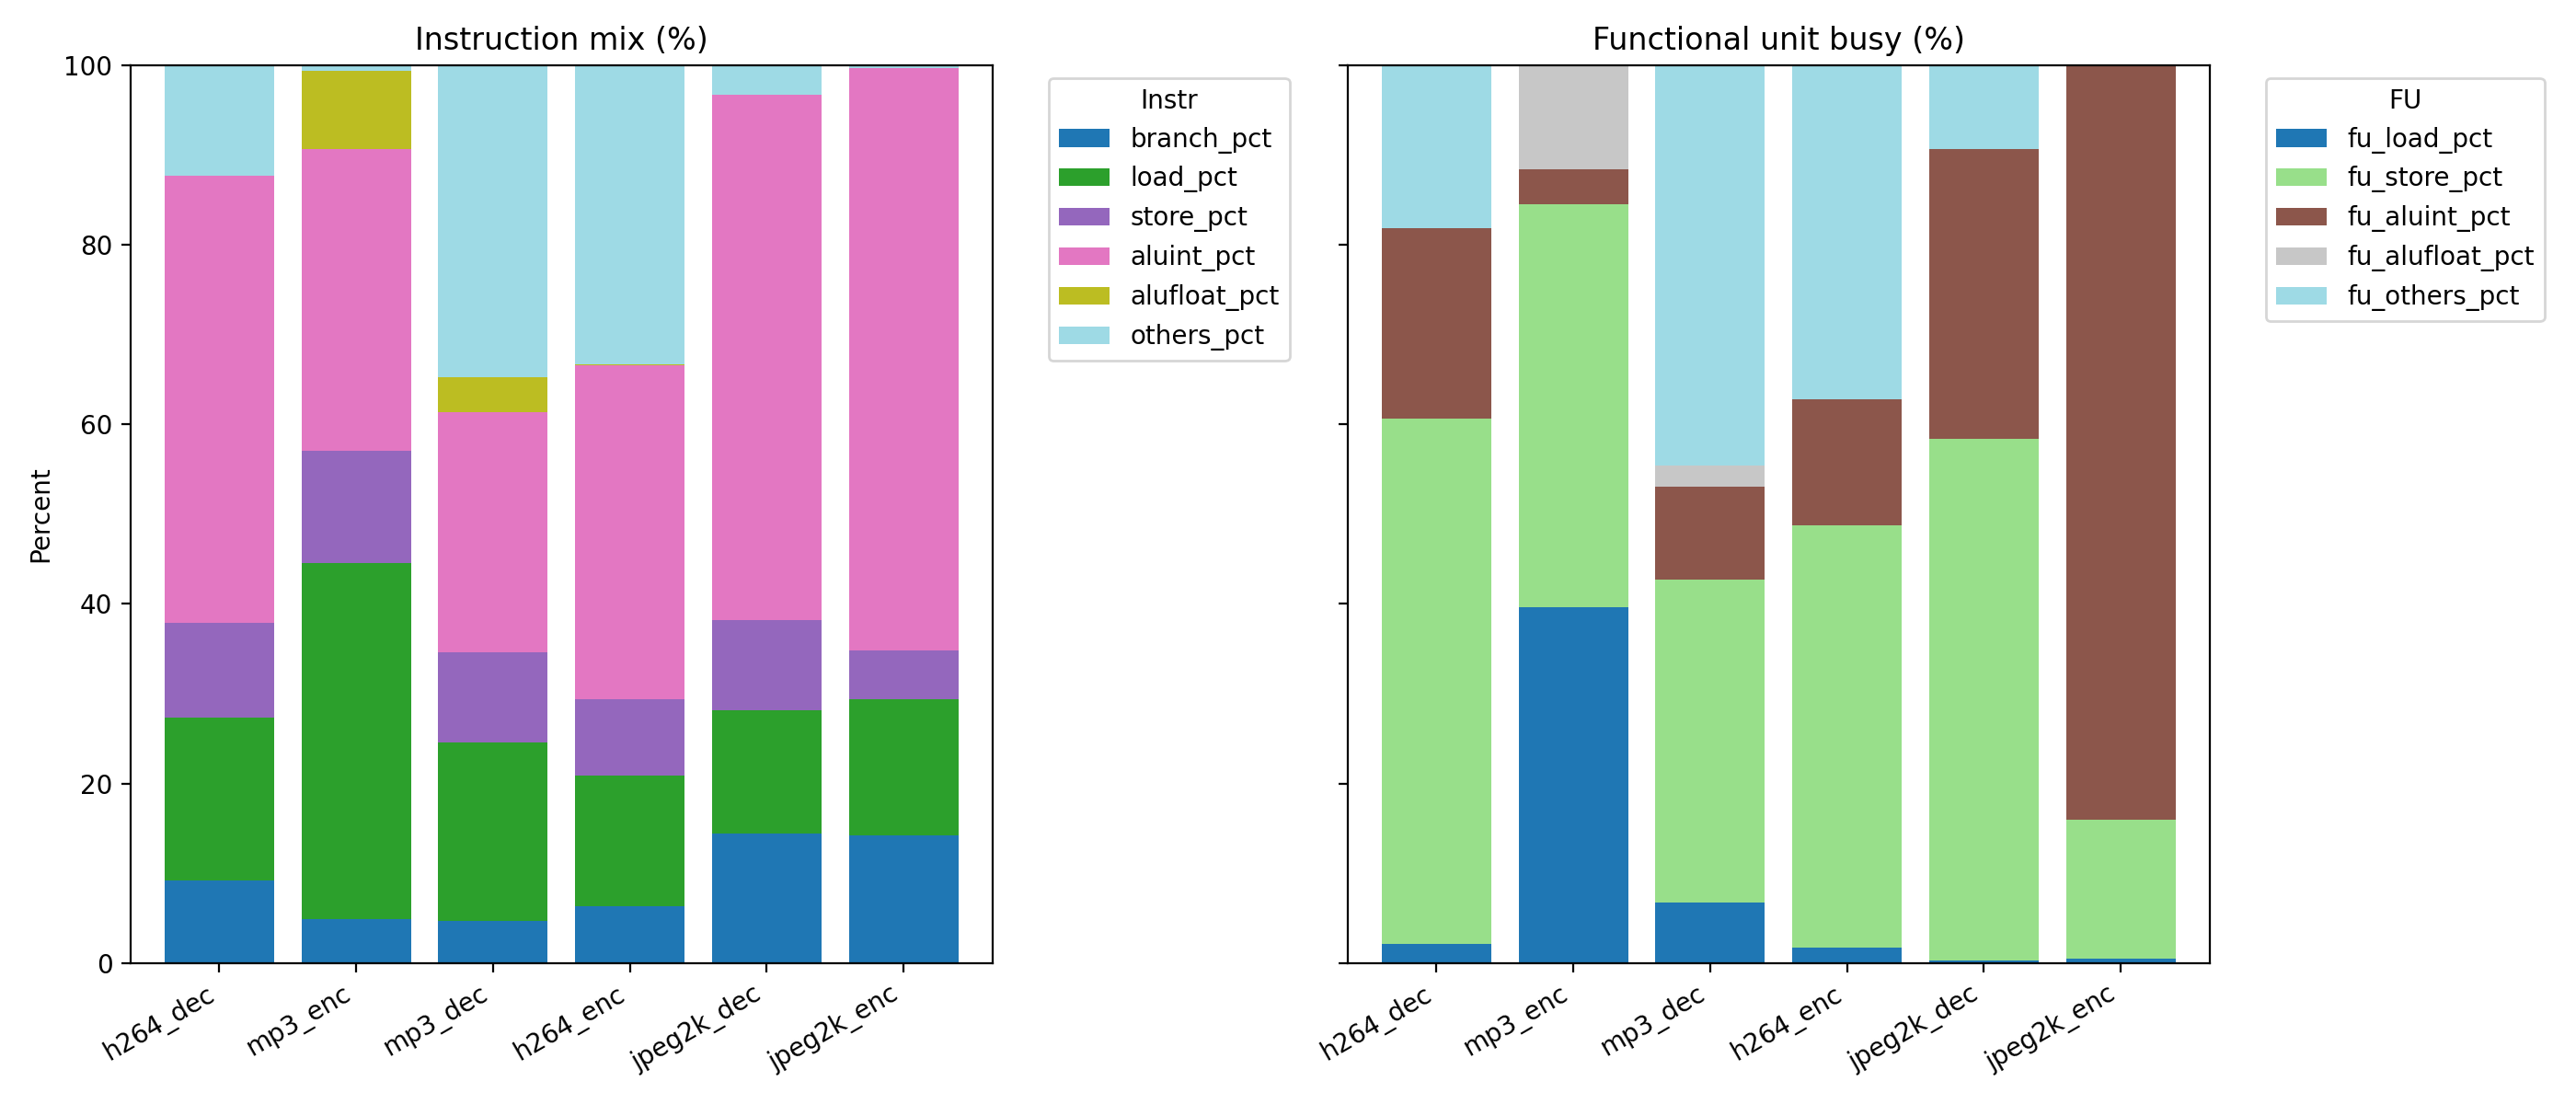 Instruction mix (%)
Percent
100
80
60
40
20
0
h264_dec
mp3_enc
mp3_dec
h264_enc
jpeg2k_dec
jpeg2k_enc
Instr
branch_pct
load_pct
store_pct
aluint_pct
alufloat_pct
others_pct
Functional unit busy (%)
h264_dec
mp3_enc
mp3_dec
h264_enc
jpeg2k_dec
jpeg2k_enc
FU
fu_load_pct
fu_store_pct
fu_aluint_pct
fu_alufloat_pct
fu_others_pct